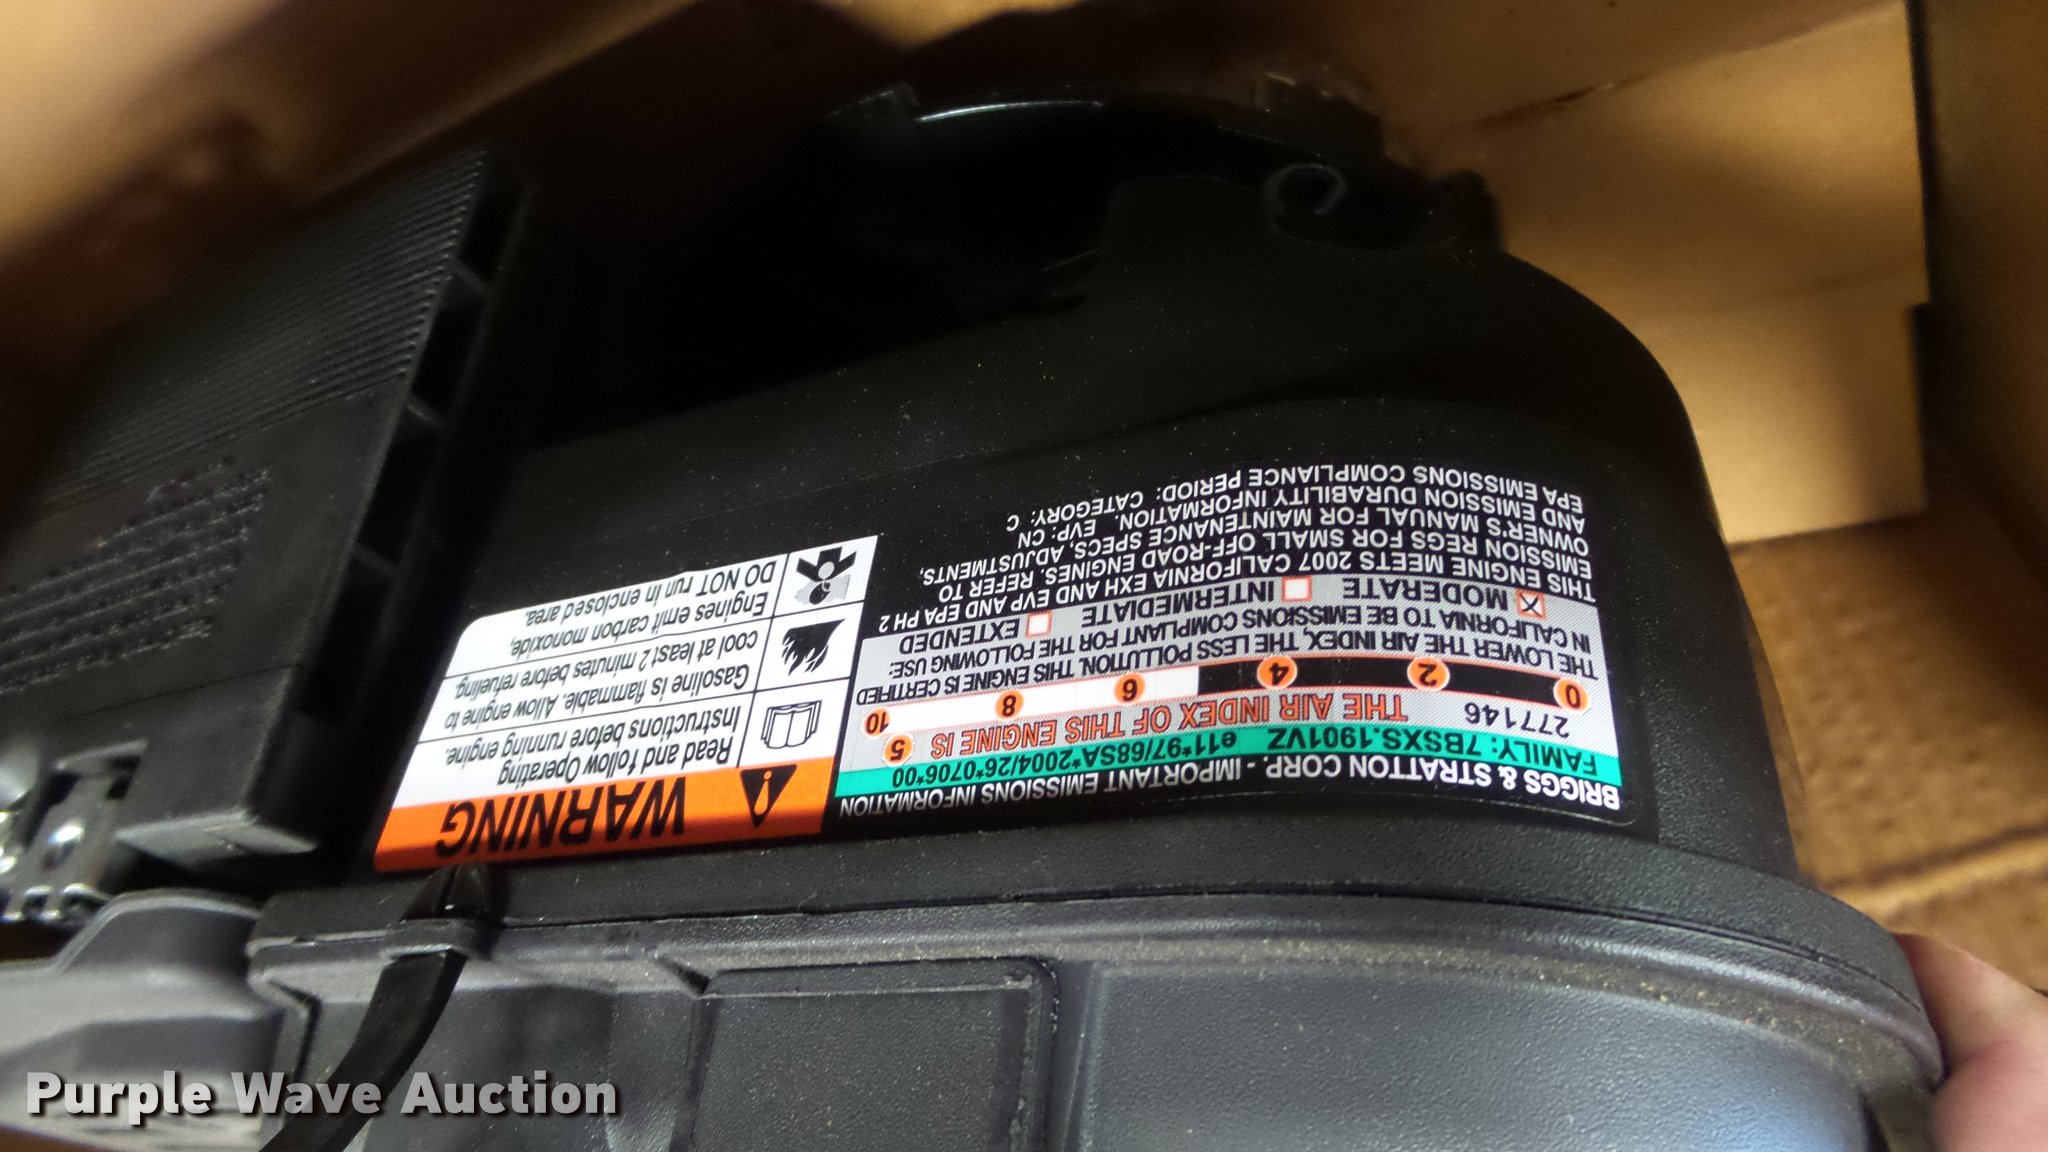 BRIGGS & STRATTON CORP. - IMPORTANT EMISSIONS INFORMATION
FAMILY: 7BSXS.1901VZ e11*97/68SA*2004/26*0706*00
277146 THE AIR INDEX OF THIS ENGINE IS 5
0 2 4 6 8 10
THE LOWER THE AIR INDEX, THE LESS POLLUTION. THIS ENGINE IS CERTIFIED
IN CALIFORNIA TO BE EMISSIONS COMPLIANT FOR THE FOLLOWING USE:
MODERATE INTERMEDIATE EXTENDED
THIS ENGINE MEETS 2007 CALIFORNIA EXH AND EVP AND EPA PH 2
EMISSION REGS FOR SMALL OFF-ROAD ENGINES. REFER TO
OWNER'S MANUAL FOR MAINTENANCE SPECS, ADJUSTMENTS,
AND EMISSION DURABILITY INFORMATION. EVP: CN
EPA EMISSIONS COMPLIANCE PERIOD: CATEGORY: C
WARNING
Read and follow Operating
Instructions before running engine.
Gasoline is flammable. Allow engine to
cool at least 2 minutes before refueling.
Engines emit carbon monoxide,
DO NOT run in enclosed area.
Purple Wave Auction